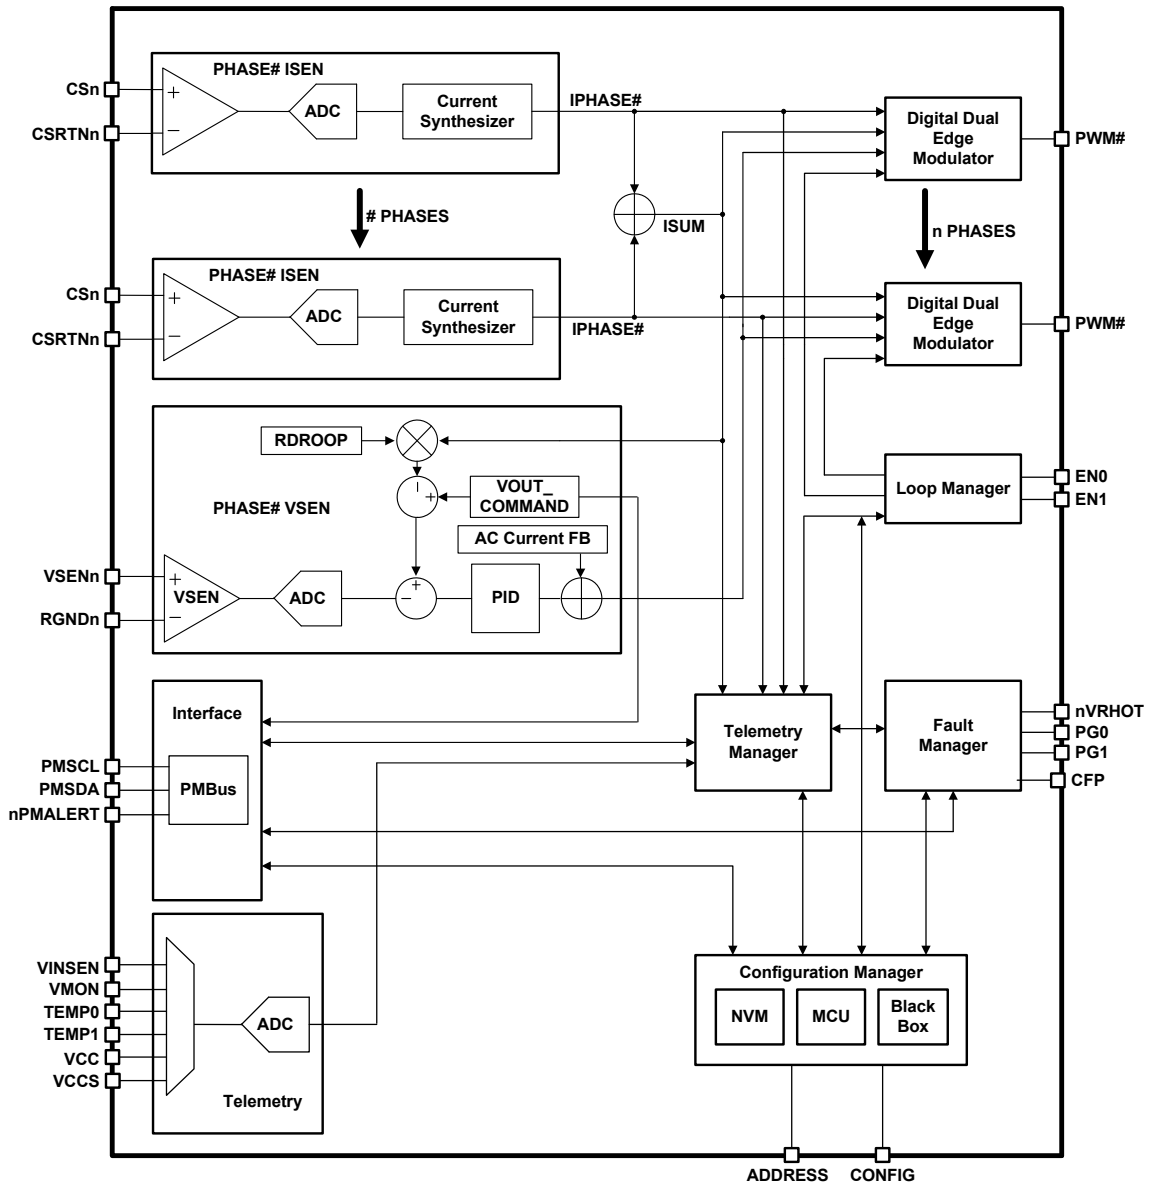 PHASE# ISEN
CSn
CSRTNn
+
−
ADC
Current
Synthesizer
IPHASE#
Digital Dual
Edge
Modulator
PWM#
# PHASES
ISUM
n PHASES
PHASE# ISEN
CSn
CSRTNn
+
−
ADC
Current
Synthesizer
IPHASE#
Digital Dual
Edge
Modulator
PWM#
RDROOP
−
+
VOUT_
COMMAND
PHASE# VSEN
AC Current FB
VSENn
RGNDn
+
VSEN
−
ADC
+
−
PID
Loop Manager
EN0
EN1
Interface
PMSCL
PMSDA
nPMALERT
PMBus
Telemetry
Manager
Fault
Manager
nVRHOT
PG0
PG1
CFP
VINSEN
VMON
TEMP0
TEMP1
VCC
VCCS
ADC
Telemetry
Configuration Manager
NVM
MCU
Black
Box
ADDRESS
CONFIG